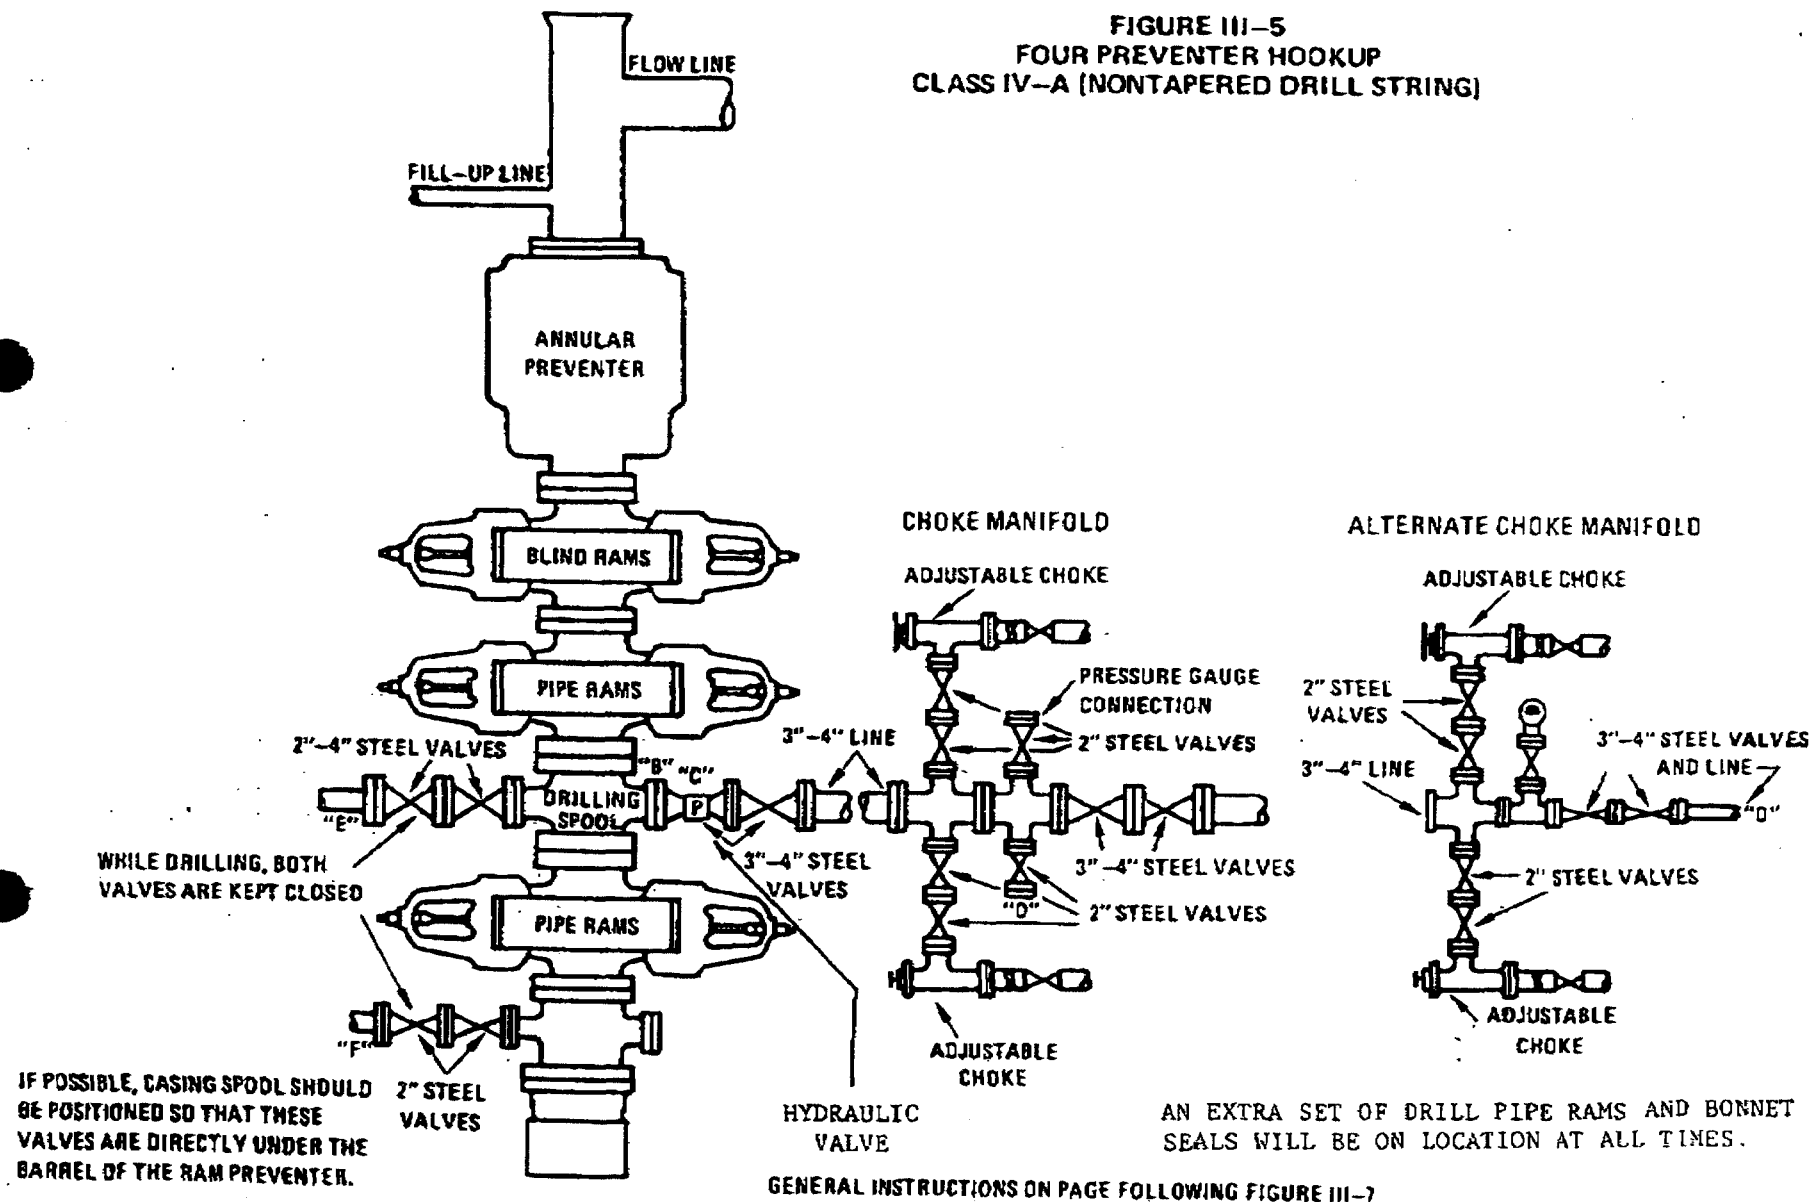 FIGURE III-5
FOUR PREVENTER HOOKUP
CLASS IV-A (NONTAPERED DRILL STRING)
FLOW LINE
FILL-UP LINE
ANNULAR
PREVENTER
BLIND RAMS
PIPE RAMS
2"-4" STEEL VALVES
"B" "C"
DRILLING
SPOOL
P
"E"
3"-4" STEEL
VALVES
WHILE DRILLING, BOTH
VALVES ARE KEPT CLOSED
PIPE RAMS
"F"
2" STEEL
VALVES
IF POSSIBLE, CASING SPOOL SHOULD
BE POSITIONED SO THAT THESE
VALVES ARE DIRECTLY UNDER THE
BARREL OF THE RAM PREVENTER.
HYDRAULIC
VALVE
CHOKE MANIFOLD
ADJUSTABLE CHOKE
PRESSURE GAUGE
CONNECTION
3"-4" LINE
2" STEEL VALVES
3"-4" STEEL VALVES
"D"
2" STEEL VALVES
ADJUSTABLE
CHOKE
ALTERNATE CHOKE MANIFOLD
ADJUSTABLE CHOKE
2" STEEL
VALVES
3"-4" STEEL VALVES
AND LINE
3"-4" LINE
"D"
2" STEEL VALVES
ADJUSTABLE
CHOKE
AN EXTRA SET OF DRILL PIPE RAMS AND BONNET
SEALS WILL BE ON LOCATION AT ALL TIMES.
GENERAL INSTRUCTIONS ON PAGE FOLLOWING FIGURE III-7